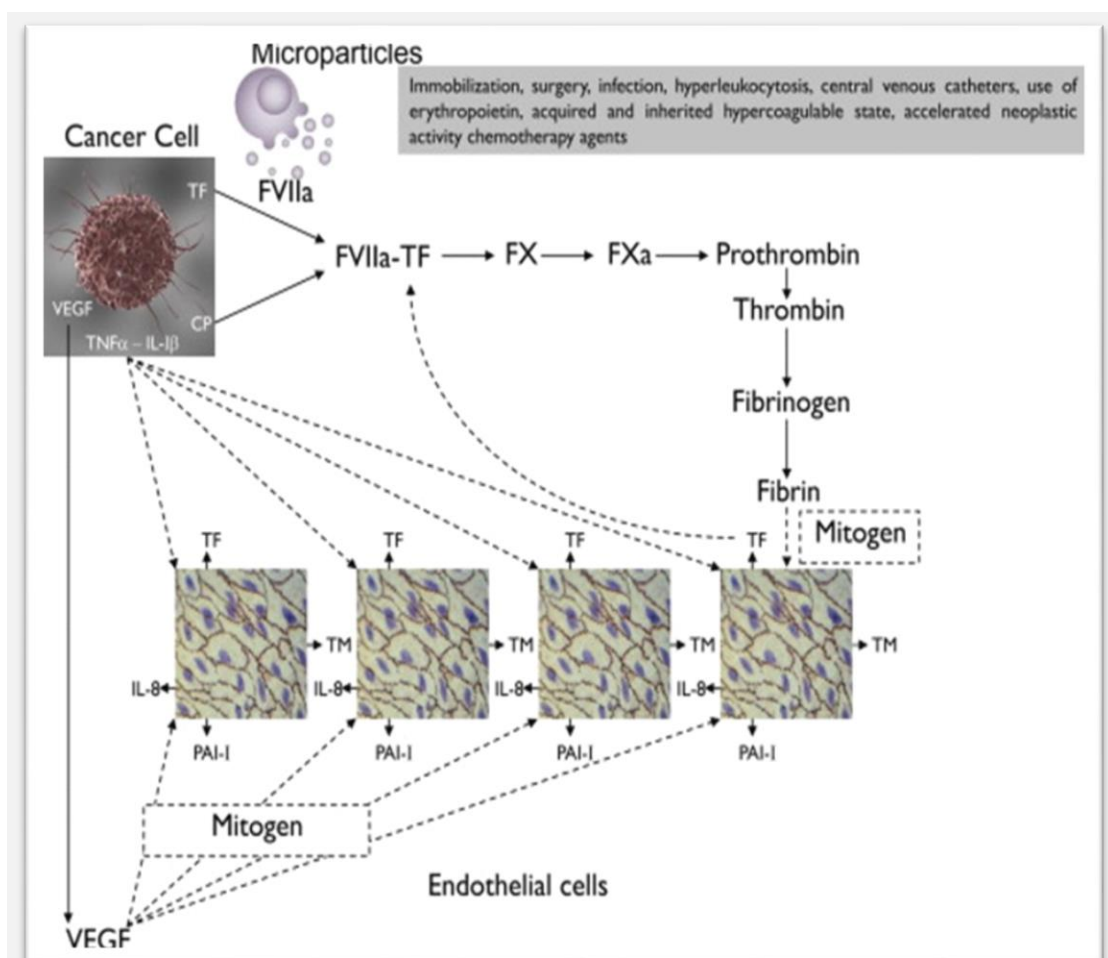 Microparticles
Immobilization, surgery, infection, hyperleukocytosis, central venous catheters, use of
erythropoietin, acquired and inherited hypercoagulable state, accelerated neoplastic
activity chemotherapy agents
Cancer Cell
TF
FVIIa
VEGF
CP
TNFα – IL-Iβ
FVIIa-TF
FX
FXa
Prothrombin
Thrombin
Fibrinogen
Fibrin
Mitogen
TF
TF
TF
TF
TM
TM
TM
TM
IL-8
IL-8
IL-8
IL-8
PAI-I
PAI-I
PAI-I
PAI-I
Mitogen
Endothelial cells
VEGF